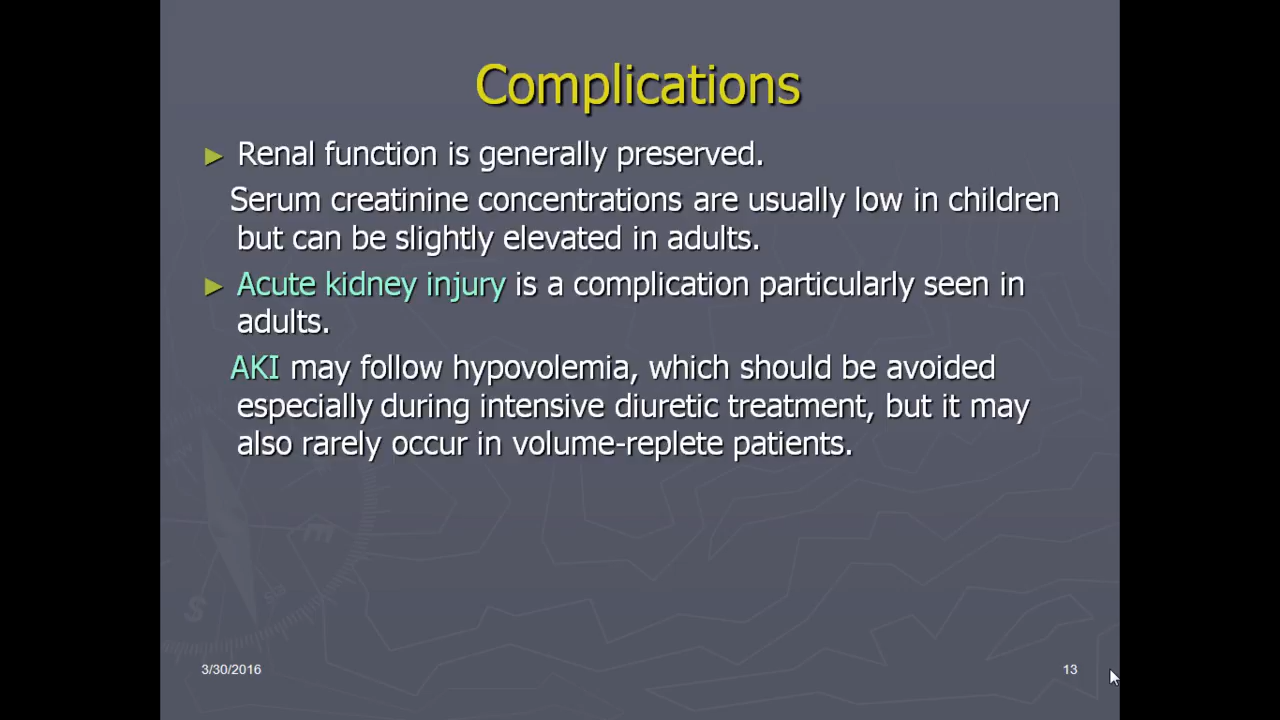 Complications
► Renal function is generally preserved.
Serum creatinine concentrations are usually low in children
but can be slightly elevated in adults.
► Acute kidney injury is a complication particularly seen in
adults.
AKI may follow hypovolemia, which should be avoided
especially during intensive diuretic treatment, but it may
also rarely occur in volume-replete patients.
3/30/2016
13